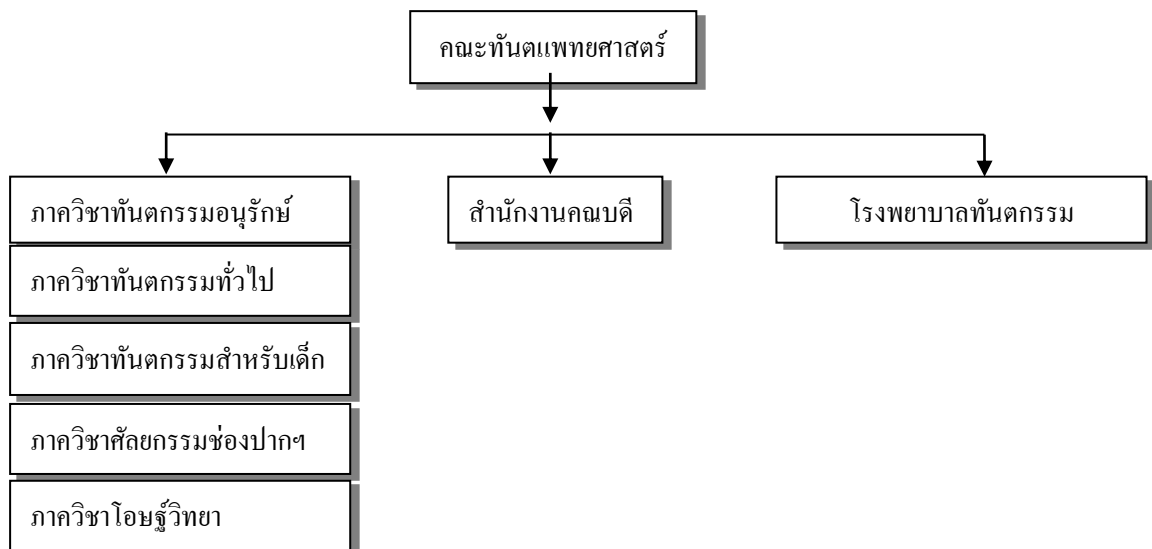 คณะทันตแพทยศาสตร์
ภาควิชาทันตกรรมอนุรักษ์
สำนักงานคณบดี
โรงพยาบาลทันตกรรม
ภาควิชาทันตกรรมทั่วไป
ภาควิชาทันตกรรมสำหรับเด็ก
ภาควิชาศัลยกรรมช่องปากฯ
ภาควิชาโอษฐ์วิทยา